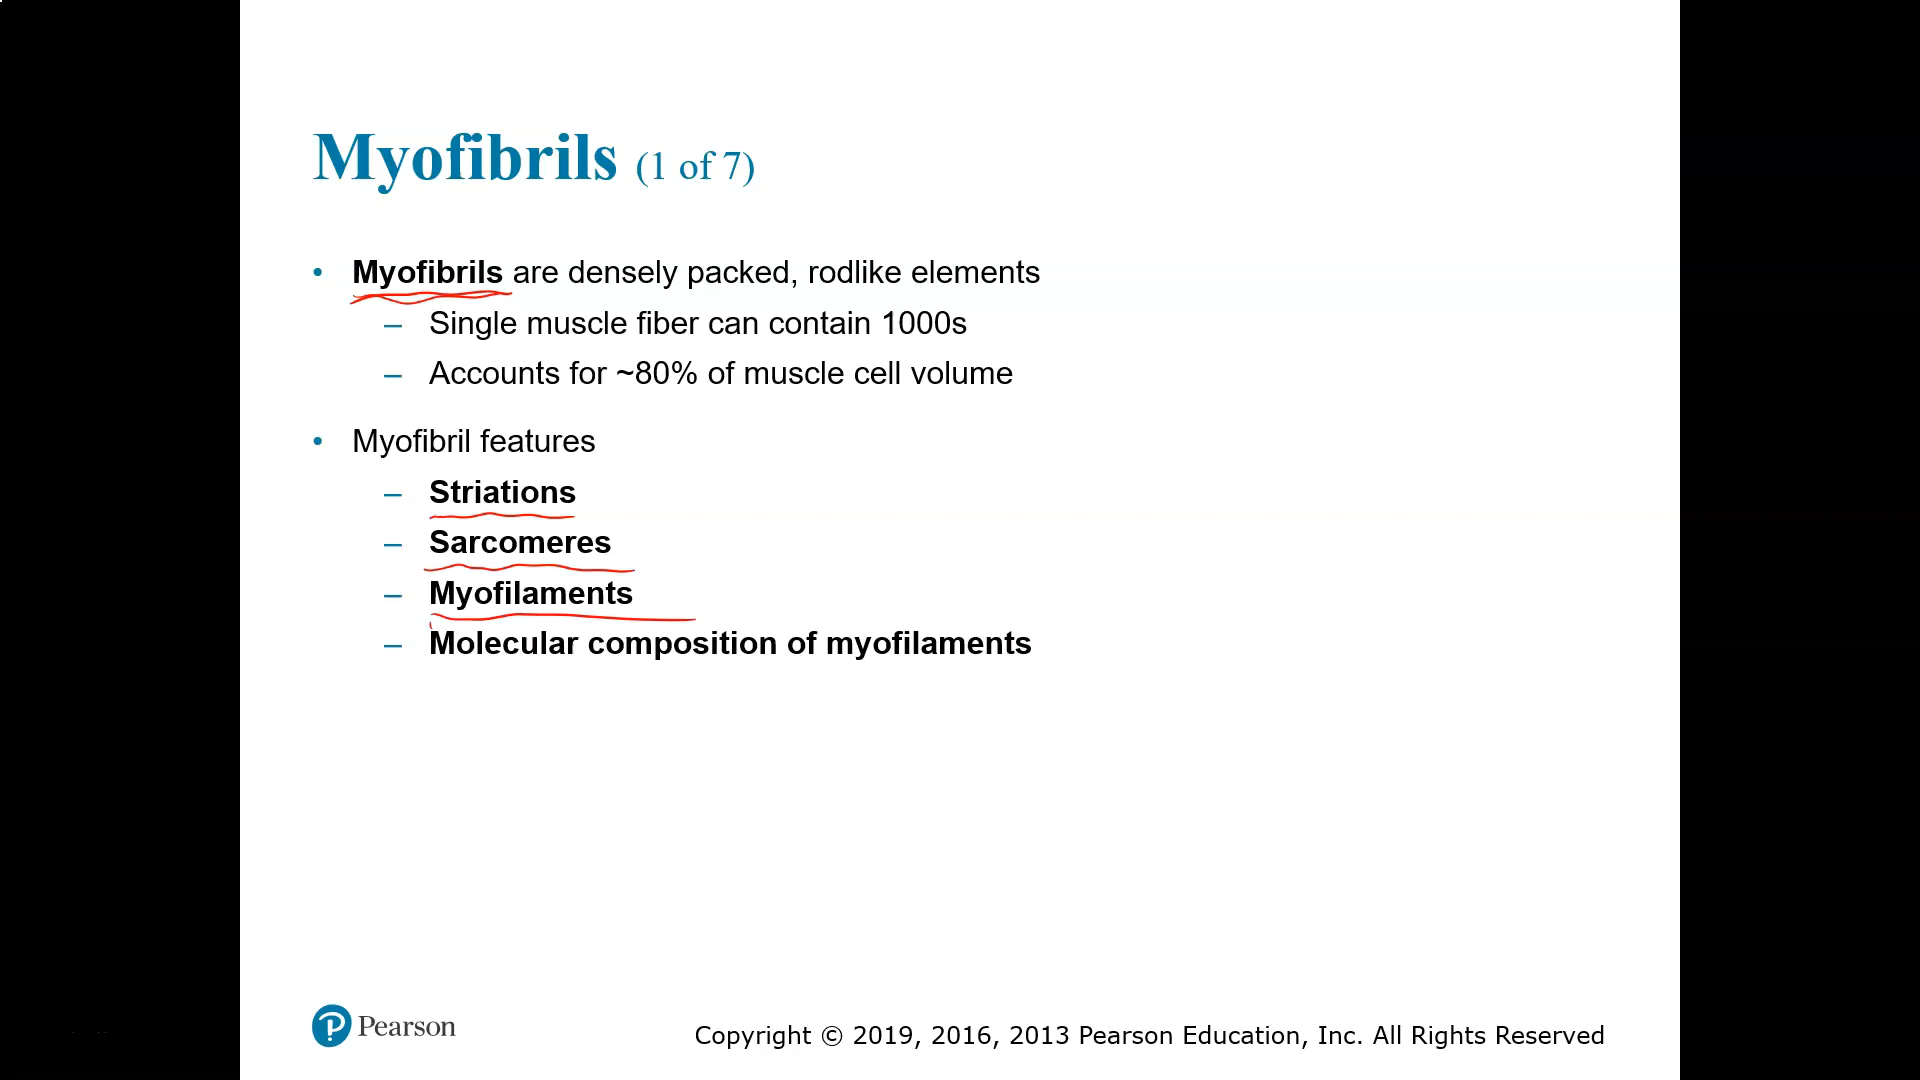 Myofibrils (1 of 7)
• Myofibrils are densely packed, rodlike elements
– Single muscle fiber can contain 1000s
– Accounts for ~80% of muscle cell volume
• Myofibril features
– Striations
– Sarcomeres
– Myofilaments
– Molecular composition of myofilaments
Pearson
Copyright © 2019, 2016, 2013 Pearson Education, Inc. All Rights Reserved